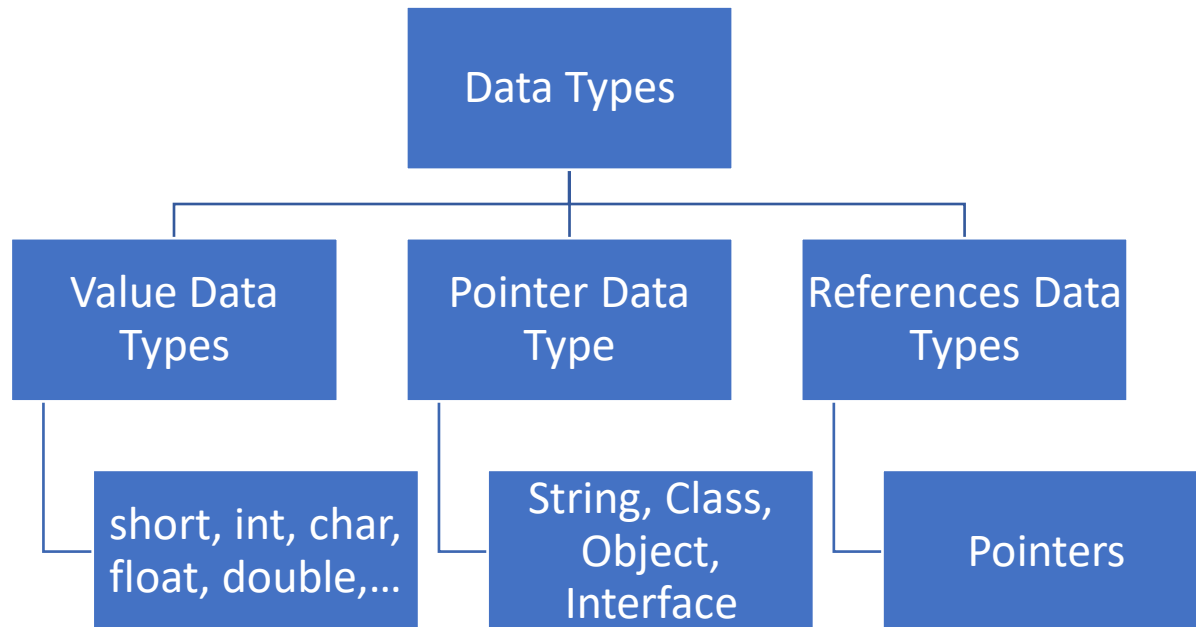 Data Types
Value Data
Types
Pointer Data
Type
References Data
Types
short, int, char,
float, double,...
String, Class,
Object,
Interface
Pointers